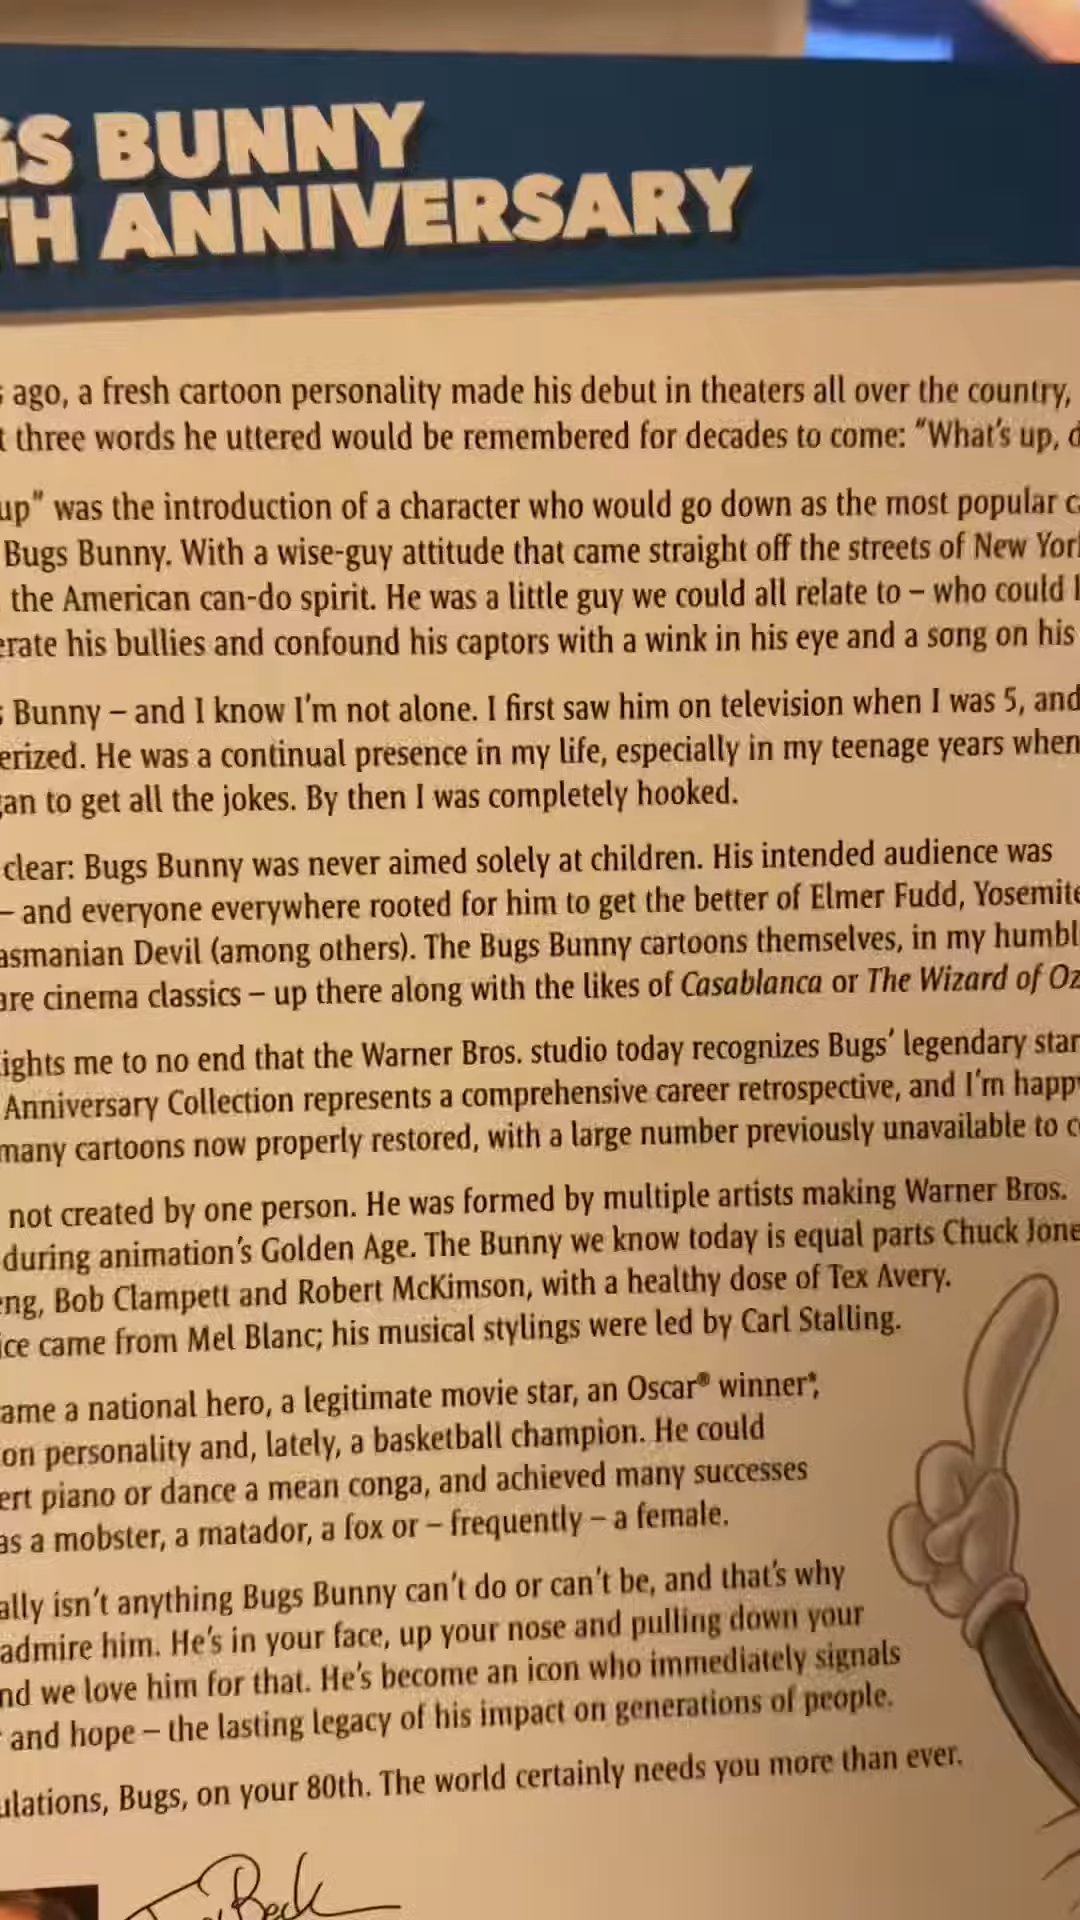 GS BUNNY
TH ANNIVERSARY
ago, a fresh cartoon personality made his debut in theaters all over the country,
three words he uttered would be remembered for decades to come: “What’s up, d
up” was the introduction of a character who would go down as the most popular c
Bugs Bunny. With a wise-guy attitude that came straight off the streets of New Yor
the American can-do spirit. He was a little guy we could all relate to – who could
erate his bullies and confound his captors with a wink in his eye and a song on his
Bunny – and I know I’m not alone. I first saw him on television when I was 5, and
erized. He was a continual presence in my life, especially in my teenage years when
an to get all the jokes. By then I was completely hooked.
clear: Bugs Bunny was never aimed solely at children. His intended audience was
– and everyone everywhere rooted for him to get the better of Elmer Fudd, Yosemite
asmanian Devil (among others). The Bugs Bunny cartoons themselves, in my humbl
are cinema classics – up there along with the likes of Casablanca or The Wizard of Oz
ights me to no end that the Warner Bros. studio today recognizes Bugs’ legendary star
Anniversary Collection represents a comprehensive career retrospective, and I’m happy
many cartoons now properly restored, with a large number previously unavailable to c
not created by one person. He was formed by multiple artists making Warner Bros.
during animation’s Golden Age. The Bunny we know today is equal parts Chuck Jone
eng, Bob Clampett and Robert McKimson, with a healthy dose of Tex Avery.
ice came from Mel Blanc; his musical stylings were led by Carl Stalling.
ame a national hero, a legitimate movie star, an Oscar® winner*,
on personality and, lately, a basketball champion. He could
ert piano or dance a mean conga, and achieved many successes
as a mobster, a matador, a fox or – frequently – a female.
ally isn’t anything Bugs Bunny can’t do or can’t be, and that’s why
admire him. He’s in your face, up your nose and pulling down your
nd we love him for that. He’s become an icon who immediately signals
and hope – the lasting legacy of his impact on generations of people.
ulations, Bugs, on your 80th. The world certainly needs you more than ever.
Beck